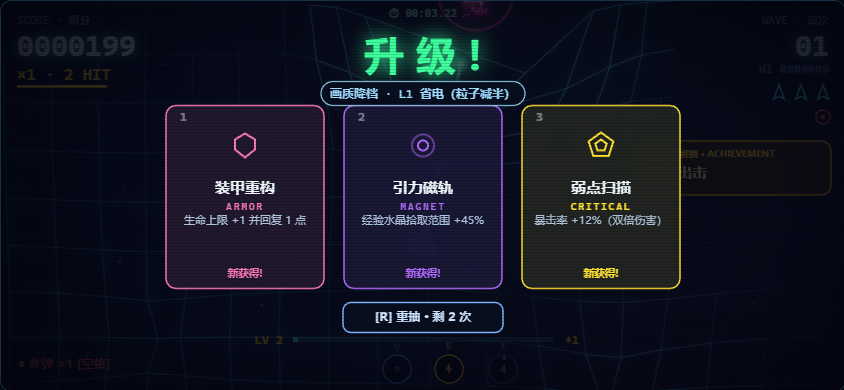 SCORE · 得分
00:03.22
WAVE · 波次
0000199
01
×1 · 2 HIT
HI 0000000
升级！
画质降档 · L1 省电（粒子减半）
1
装甲重构
ARMOR
生命上限 +1 并回复 1 点
新获得!
2
引力磁轨
MAGNET
经验水晶拾取范围 +45%
新获得!
3
弱点扫描
CRITICAL
暴击率 +12%（双倍伤害）
新获得!
• ACHIEVEMENT
出击
[R] 重抽 • 剩 2 次
LV 2
+1
Q
E
炸弹 ×1 [空格]
4